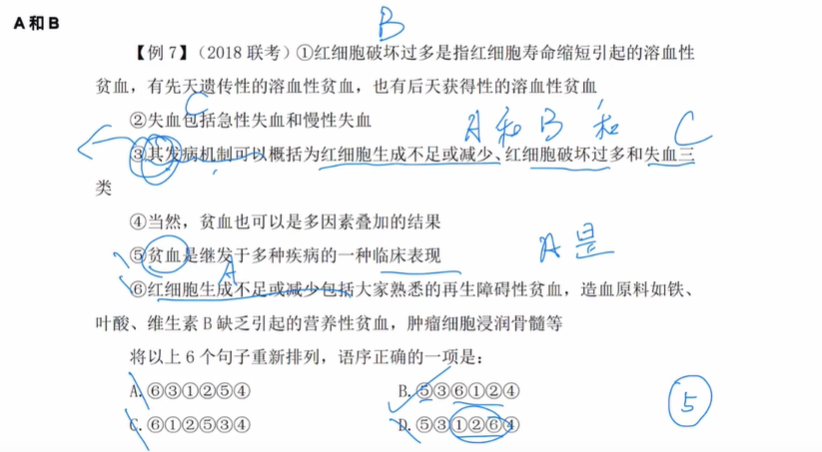 A 和 B
B
【例 7】（2018 联考）①红细胞破坏过多是指红细胞寿命缩短引起的溶血性
贫血，有先天遗传性的溶血性贫血，也有后天获得性的溶血性贫血
C
②失血包括急性失血和慢性失血
A 和 B 和 C
③其发病机制可以概括为红细胞生成不足或减少、红细胞破坏过多和失血三
类
④当然，贫血也可以是多因素叠加的结果
⑤贫血是继发于多种疾病的一种临床表现
A 是
A
⑥红细胞生成不足或减少包括大家熟悉的再生障碍性贫血，造血原料如铁、
叶酸、维生素 B 缺乏引起的营养性贫血，肿瘤细胞浸润骨髓等
将以上 6 个句子重新排列，语序正确的一项是：
A. ⑥③①②⑤④ B. ⑤③⑥①②④
5
C. ⑥①②⑤③④ D. ⑤③①②⑥④